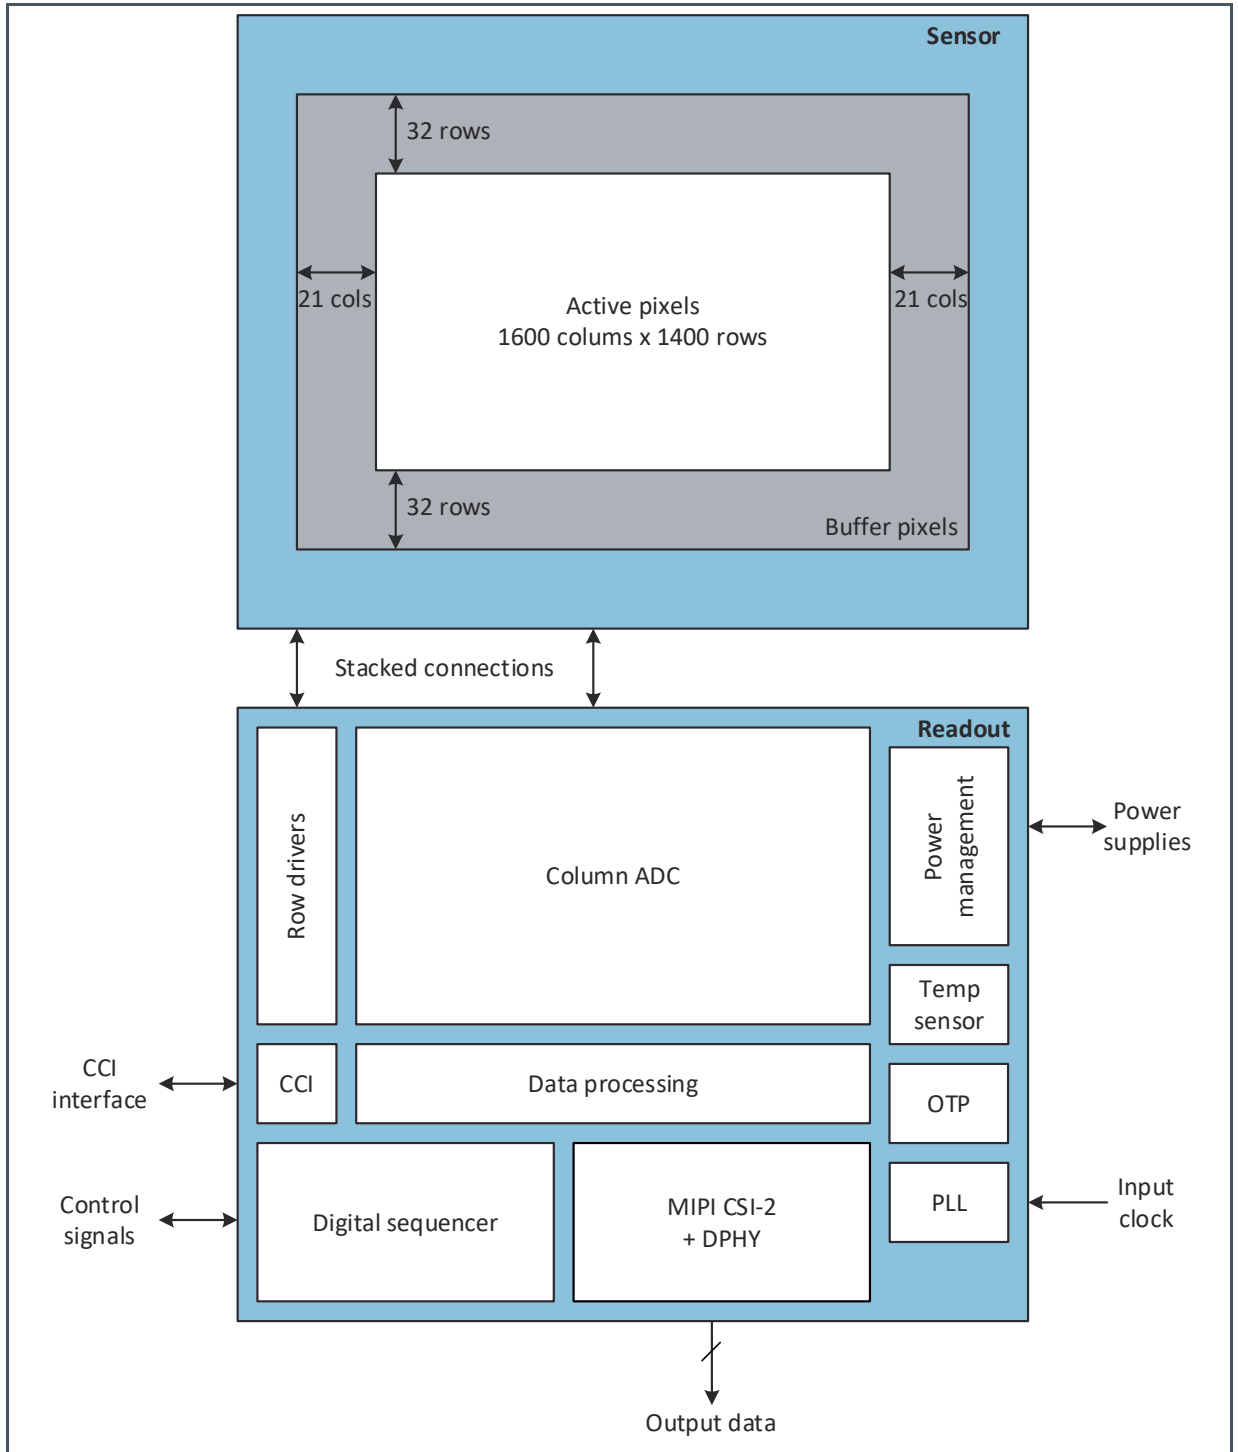 Sensor
32 rows
21 cols
21 cols
Active pixels
1600 colums x 1400 rows
32 rows
Buffer pixels
Stacked connections
Readout
Row drivers
Column ADC
Power
management
Power
supplies
Temp
sensor
CCI
interface
CCI
Data processing
OTP
Control
signals
Digital sequencer
MIPI CSI-2
+ DPHY
PLL
Input
clock
Output data